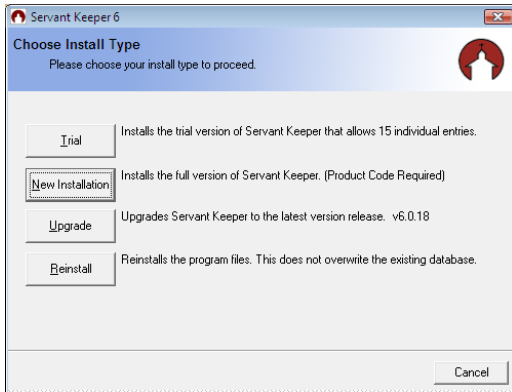 Servant Keeper 6
Choose Install Type
Please choose your install type to proceed.
Trial
Installs the trial version of Servant Keeper that allows 15 individual entries.
New Installation
Installs the full version of Servant Keeper. (Product Code Required)
Upgrade
Upgrades Servant Keeper to the latest version release.  v6.0.18
Reinstall
Reinstalls the program files. This does not overwrite the existing database.
Cancel